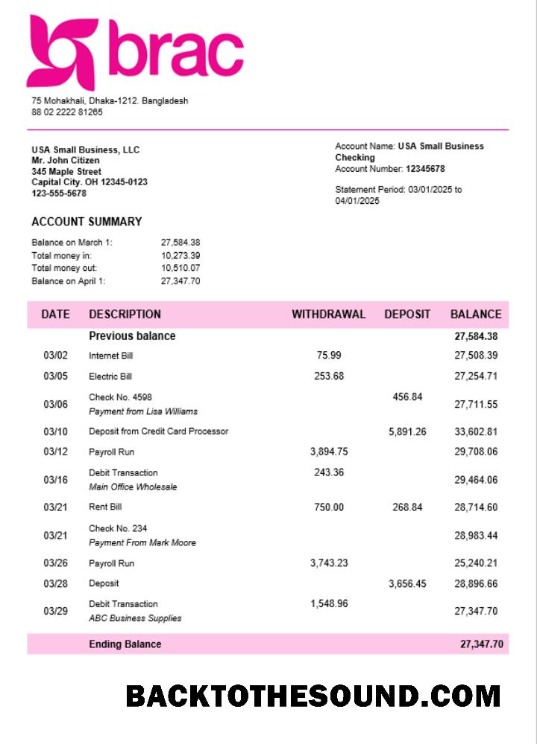 brac
75 Mohakhali, Dhaka-1212. Bangladesh
88 02 2222 81265
USA Small Business, LLC
Mr. John Citizen
345 Maple Street
Capital City. OH 12345-0123
123-555-5678
Account Name: USA Small Business
Checking
Account Number: 12345678
Statement Period: 03/01/2025 to
04/01/2025
ACCOUNT SUMMARY
Balance on March 1: 27,584.38
Total money in: 10,273.39
Total money out: 10,510.07
Balance on April 1: 27,347.70
DATE DESCRIPTION WITHDRAWAL DEPOSIT BALANCE
Previous balance 27,584.38
03/02 Internet Bill 75.99 27,508.39
03/05 Electric Bill 253.68 27,254.71
03/06 Check No. 4598 456.84 27,711.55
Payment from Lisa Williams
03/10 Deposit from Credit Card Processor 5,891.26 33,602.81
03/12 Payroll Run 3,894.75 29,708.06
03/16 Debit Transaction 243.36 29,464.06
Main Office Wholesale
03/21 Rent Bill 750.00 268.84 28,714.60
03/21 Check No. 234 28,983.44
Payment From Mark Moore
03/26 Payroll Run 3,743.23 25,240.21
03/28 Deposit 3,656.45 28,896.66
03/29 Debit Transaction 1,548.96 27,347.70
ABC Business Supplies
Ending Balance 27,347.70
BACKTOTHESOUND.COM